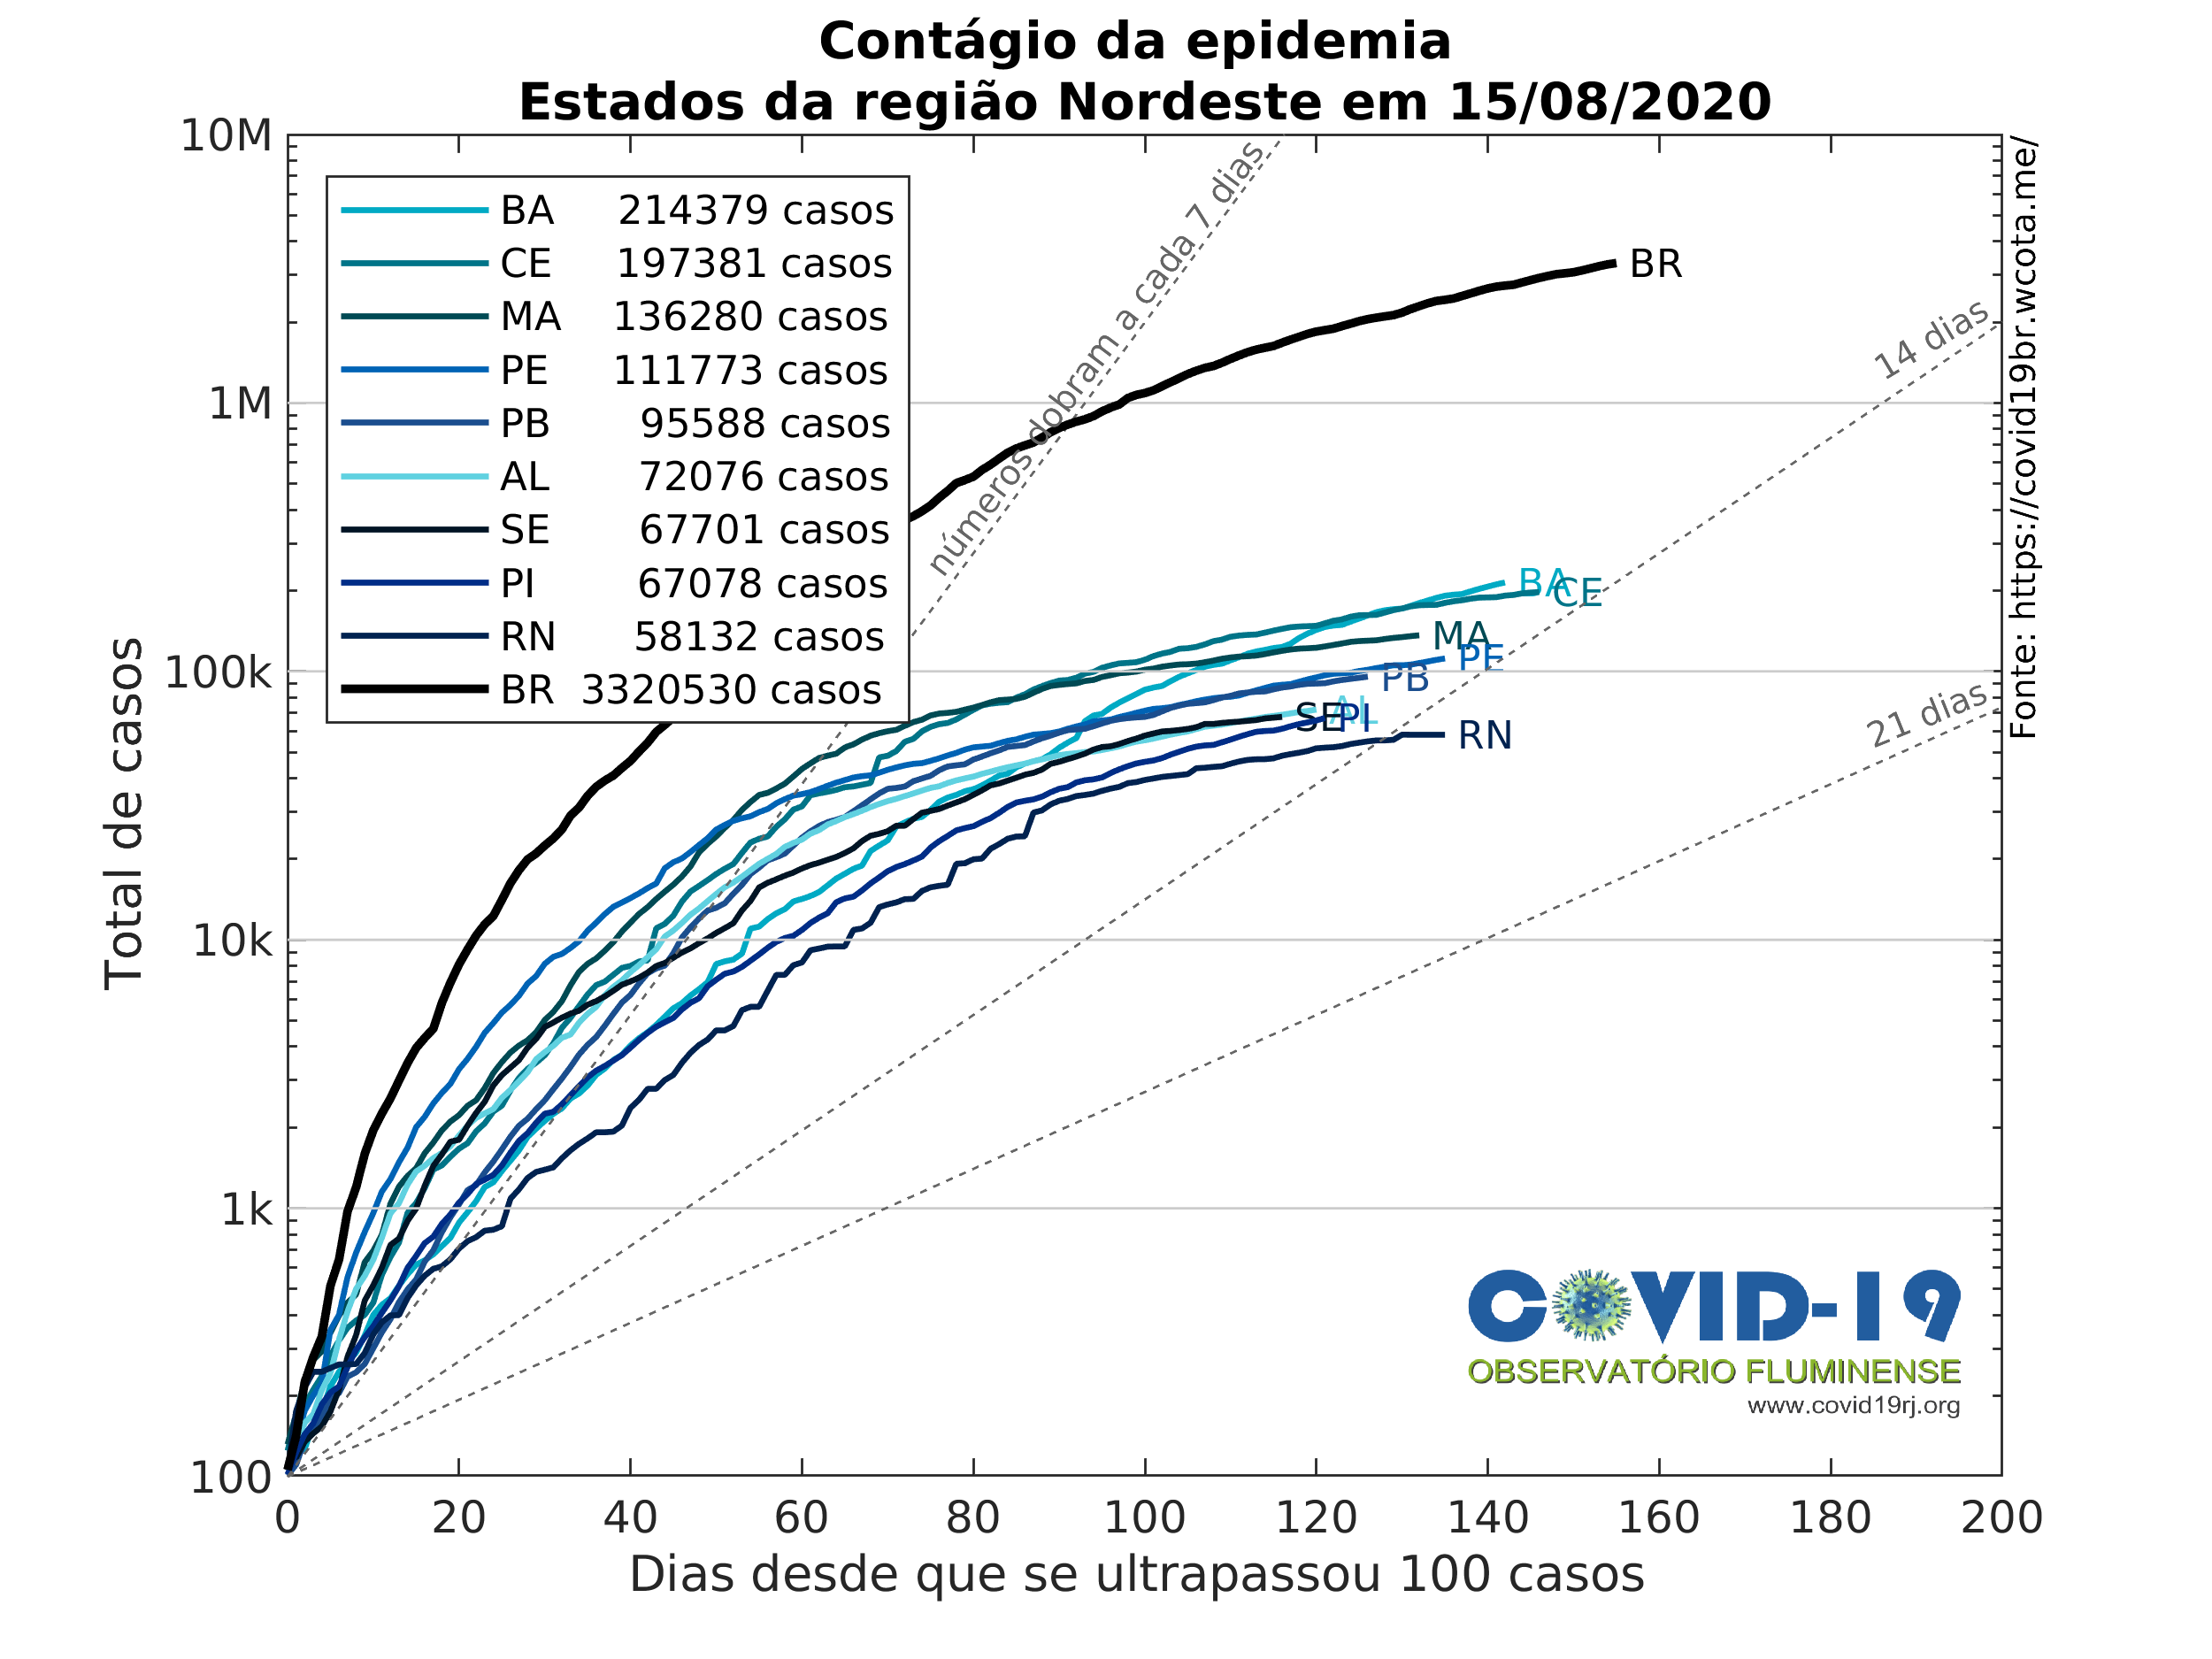 Contágio da epidemia
Estados da região Nordeste em 15/08/2020
10M
1M
100k
10k
1k
100
Total de casos
BA 214379 casos
CE 197381 casos
MA 136280 casos
PE 111773 casos
PB 95588 casos
AL 72076 casos
SE 67701 casos
PI 67078 casos
RN 58132 casos
BR 3320530 casos
números dobram a cada 7 dias
14 dias
21 dias
BR
BA
CE
MA
PE
PB
AL
SE
PI
RN
Fonte: https://covid19br.wcota.me/
COVID-19
OBSERVATÓRIO FLUMINENSE
www.covid19rj.org
0 20 40 60 80 100 120 140 160 180 200
Dias desde que se ultrapassou 100 casos